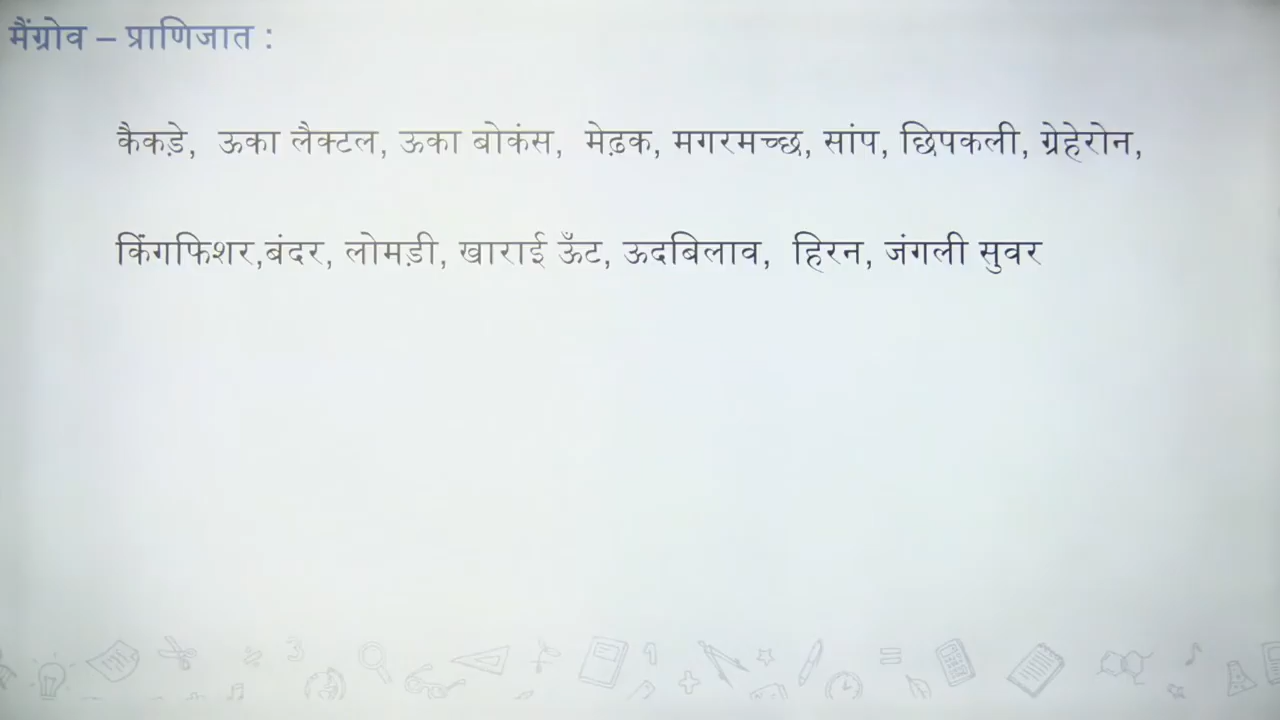 मैंग्रोव – प्राणिजात :
कैकड़े, ऊका लैक्टल, ऊका बोकंस, मेढ़क, मगरमच्छ, सांप, छिपकली, ग्रेहेरोन,
किंगफिशर,बंदर, लोमड़ी, खाराई ऊँट, ऊदबिलाव, हिरन, जंगली सुवर